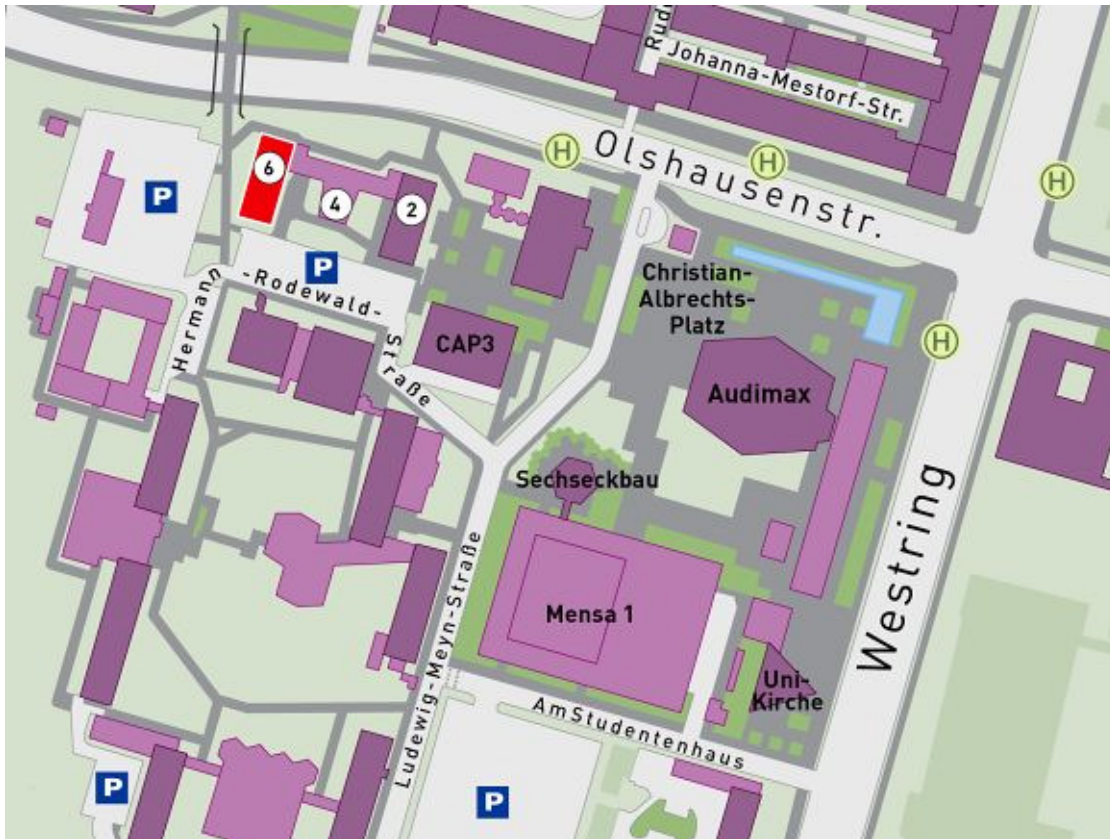 Johanna-Mestorf-Str.
H
H
H
Olshausenstr.
6
4
2
P
P
Hermann
-Rodewald-
Straße
Christian-
Albrechts-
Platz
H
CAP3
Audimax
Sechseckbau
Mensa 1
Westring
Ludewig-Meyn-Straße
Uni-
Kirche
Am Studentenhaus
P
P